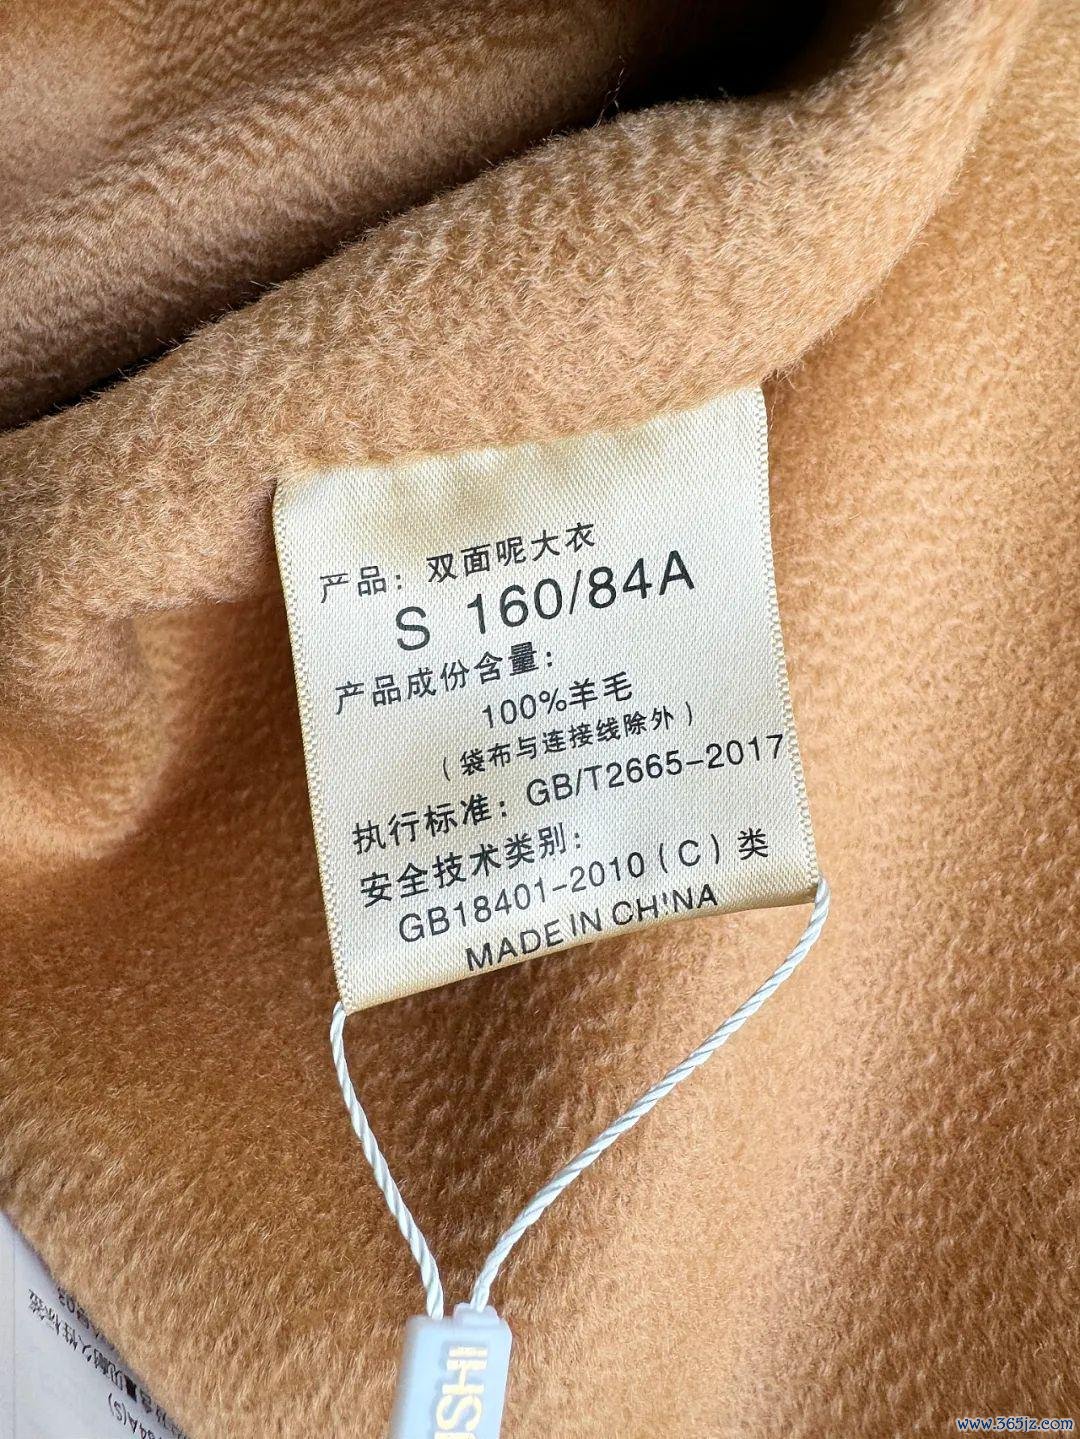 产品：双面呢大衣
S 160/84A
产品成份含量：
100%羊毛
（袋布与连接线除外）
执行标准：GB/T2665-2017
安全技术类别：
GB18401-2010（C）类
MADE IN CHINA
SHI
84A(S)
www.365jz.com